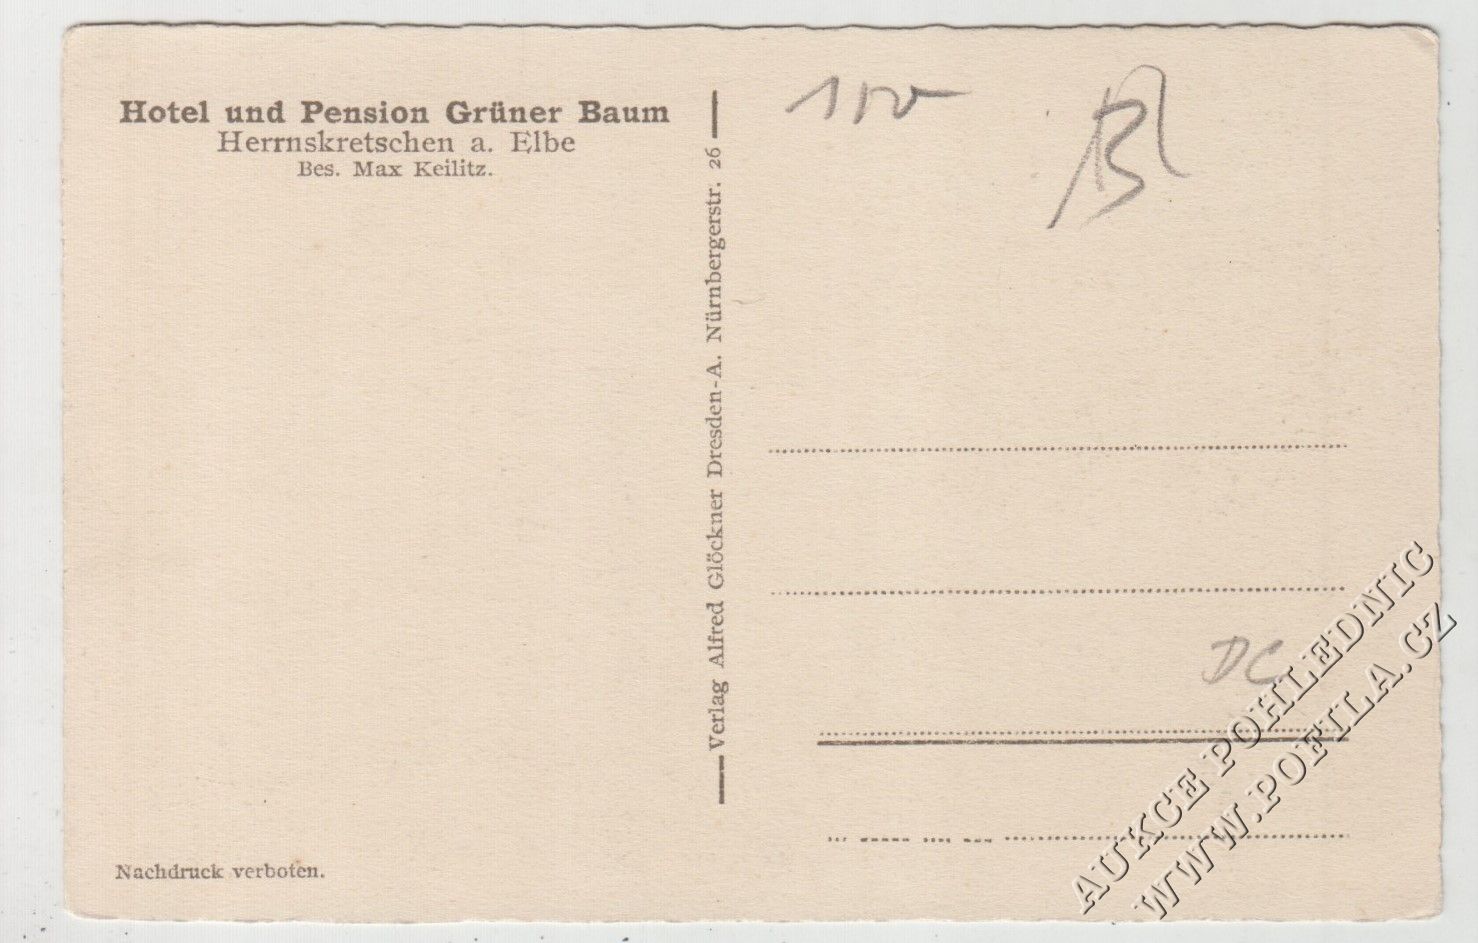 Hotel und Pension Grüner Baum
Herrnskretschen a. Elbe
Bes. Max Keilitz.
Verlag Alfred Glöckner Dresden-A. Nürnbergerstr. 26
DC
Nachdruck verboten.
AUKCE POHLEDNIC
WWW.POFILA.CZ